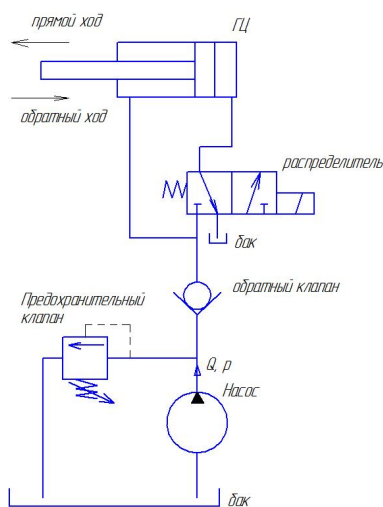 прямой ход
ГЦ
обратный ход
распределитель
бак
обратный клапан
Предохранительный
клапан
Q, p
Насос
бак